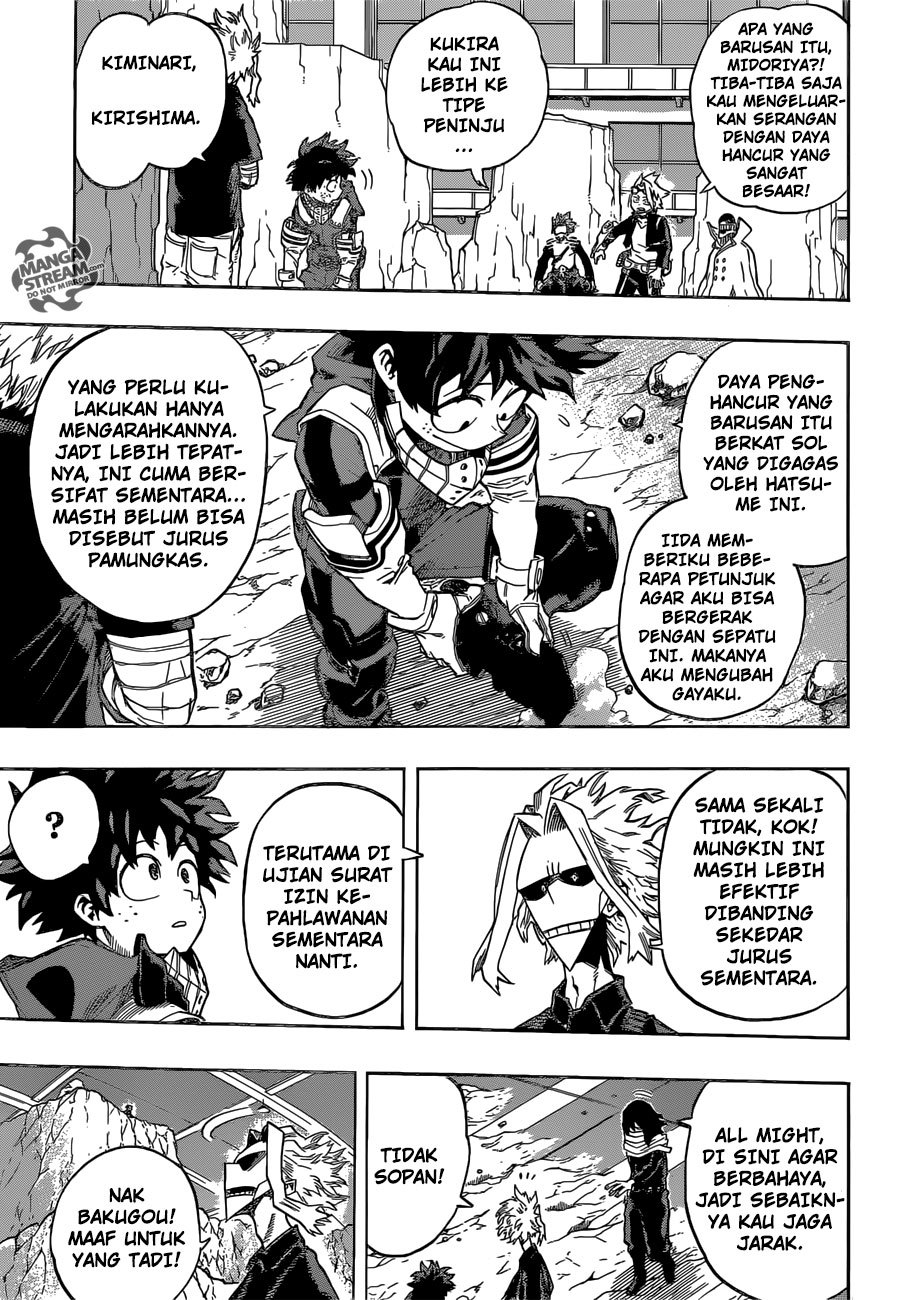 APA YANG
BARUSAN ITU,
MIDORIYA?!
TIBA-TIBA SAJA
KAU MENGELUAR-
KAN SERANGAN
DENGAN DAYA
HANCUR YANG
SANGAT
BESAAR!
KUKIRA
KAU INI
LEBIH KE
TIPE
PENINJU
...
KIMINARI,
KIRISHIMA.
MANGA
STREAM.com
DO NOT MIRROR
DAYA PENG-
HANCUR YANG
BARUSAN ITU
BERKAT SOL
YANG DIGAGAS
OLEH HATSU-
ME INI.
IIDA MEM-
BERIKU BEBE-
RAPA PETUNJUK
AGAR AKU BISA
BERGERAK
DENGAN SEPATU
INI. MAKANYA
AKU MENGUBAH
GAYAKU.
YANG PERLU KU-
LAKUKAN HANYA
MENGARAHKANNYA.
JADI LEBIH TEPAT-
NYA, INI CUMA BER-
SIFAT SEMENTARA...
MASIH BELUM BISA
DISEBUT JURUS
PAMUNGKAS.
SAMA SEKALI
TIDAK, KOK!
MUNGKIN INI
MASIH LEBIH
EFEKTIF
DIBANDING
SEKEDAR
JURUS
SEMENTARA.
TERUTAMA DI
UJIAN SURAT
IZIN KE-
PAHLAWANAN
SEMENTARA
NANTI.
?
ALL MIGHT,
DI SINI AGAR
BERBAHAYA,
JADI SEBAIKN-
YA KAU JAGA
JARAK.
TIDAK
SOPAN!
NAK
BAKUGOU!
MAAF UNTUK
YANG TADI!